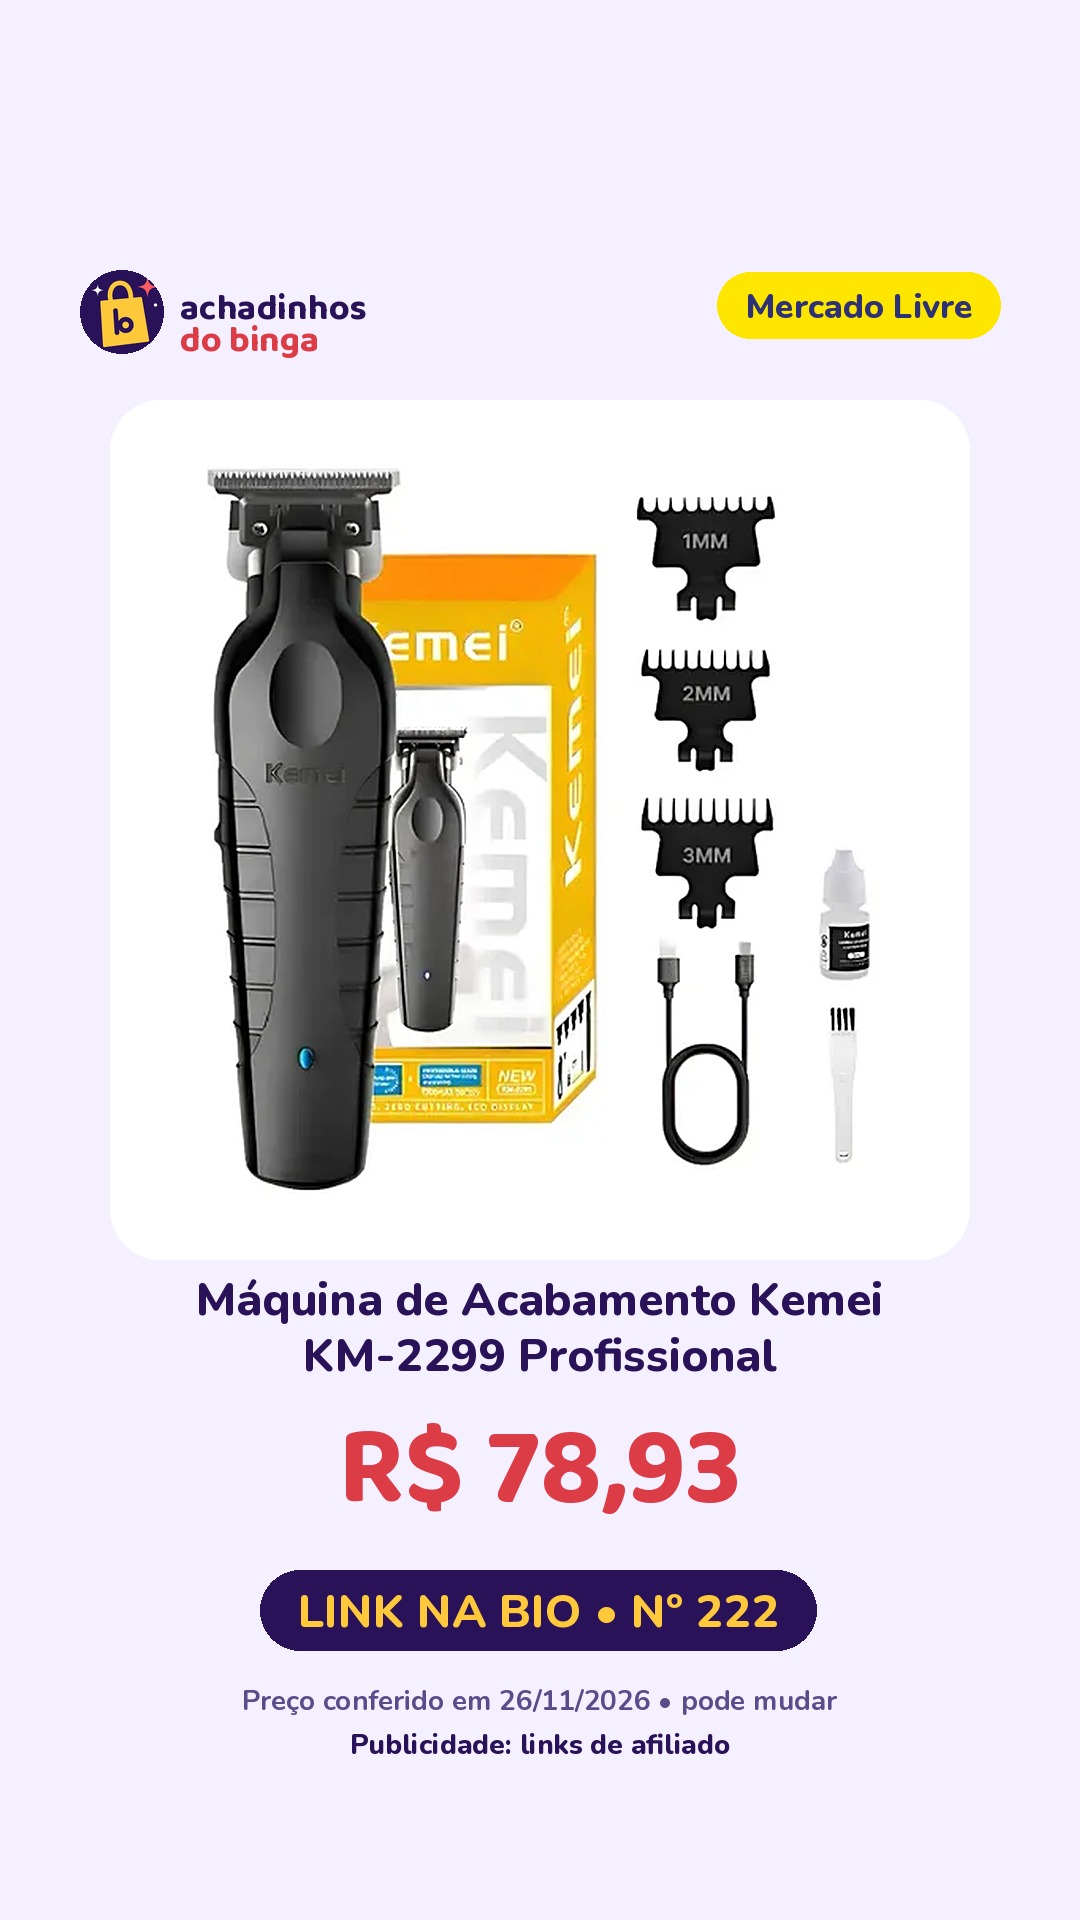 achadinhos
do binga
Mercado Livre
1MM
2MM
3MM
Kemei
emei®
Kemei
Kemei
Kemei
NEW
Máquina de Acabamento Kemei
KM-2299 Profissional
R$ 78,93
LINK NA BIO • Nº 222
Preço conferido em 26/11/2026 • pode mudar
Publicidade: links de afiliado